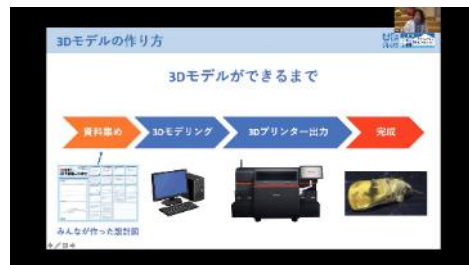 3Dモデルの作り方
3Dモデルができるまで
資料集め
3Dモデリング
3Dプリンター出力
完成
みんなが作った設計図